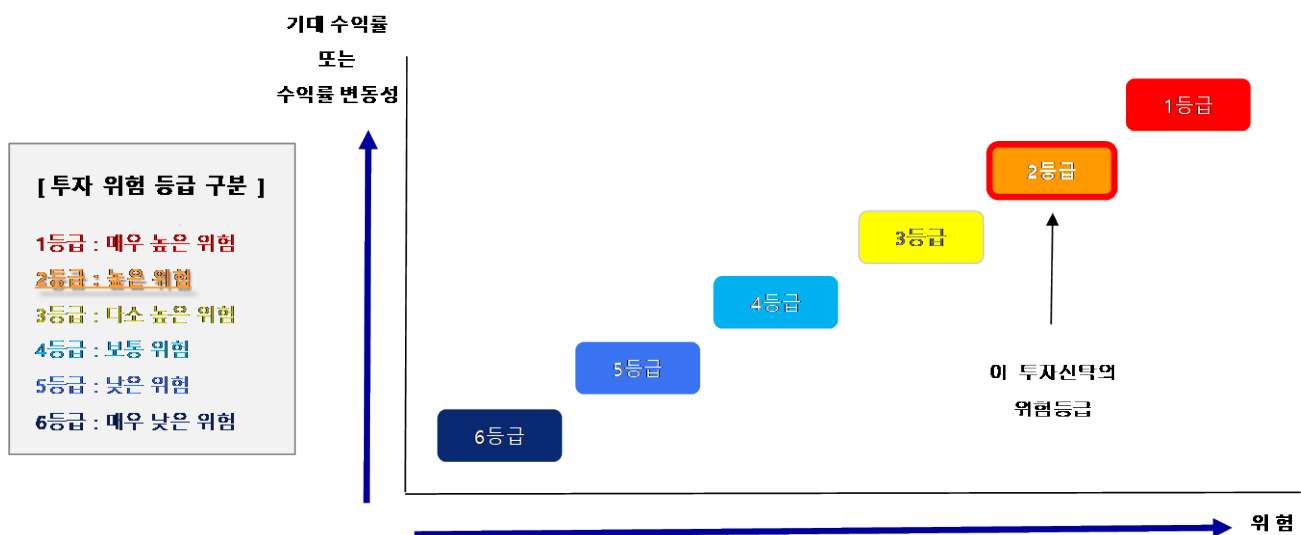 기대 수익률
또는
수익률 변동성
[ 투자 위험 등급 구분 ]
1등급 : 매우 높은 위험
2등급 : 높은 위험
3등급 : 다소 높은 위험
4등급 : 보통 위험
5등급 : 낮은 위험
6등급 : 매우 낮은 위험
1등급
2등급
3등급
4등급
5등급
6등급
이 투자신탁의
위험등급
위 험